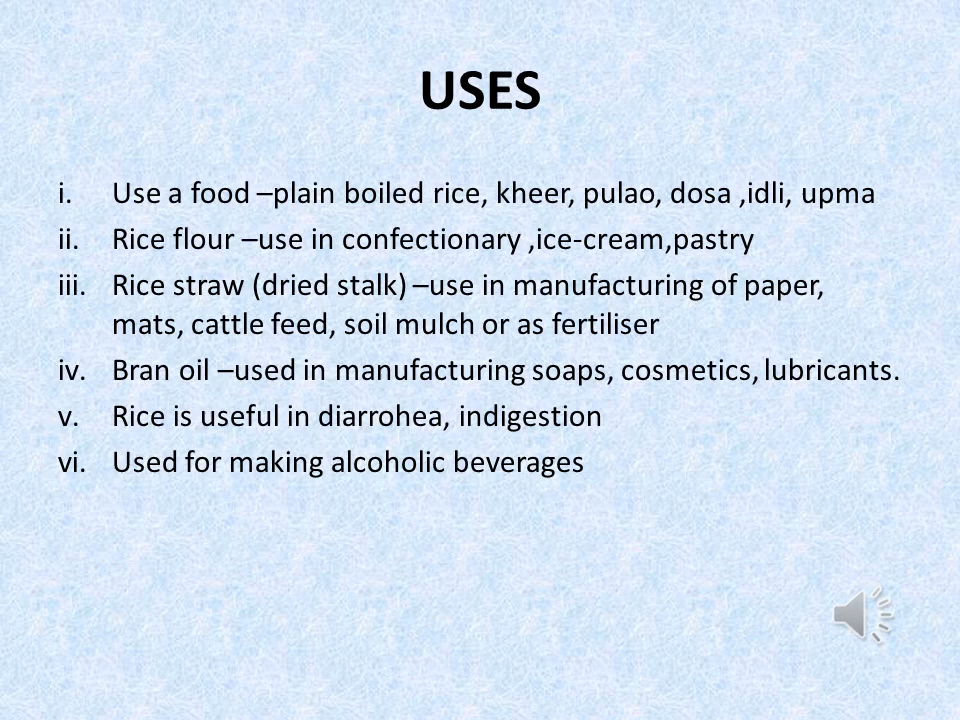 USES
i. Use a food –plain boiled rice, kheer, pulao, dosa ,idli, upma
ii. Rice flour –use in confectionary ,ice-cream,pastry
iii. Rice straw (dried stalk) –use in manufacturing of paper,
mats, cattle feed, soil mulch or as fertiliser
iv. Bran oil –used in manufacturing soaps, cosmetics, lubricants.
v. Rice is useful in diarrohea, indigestion
vi. Used for making alcoholic beverages